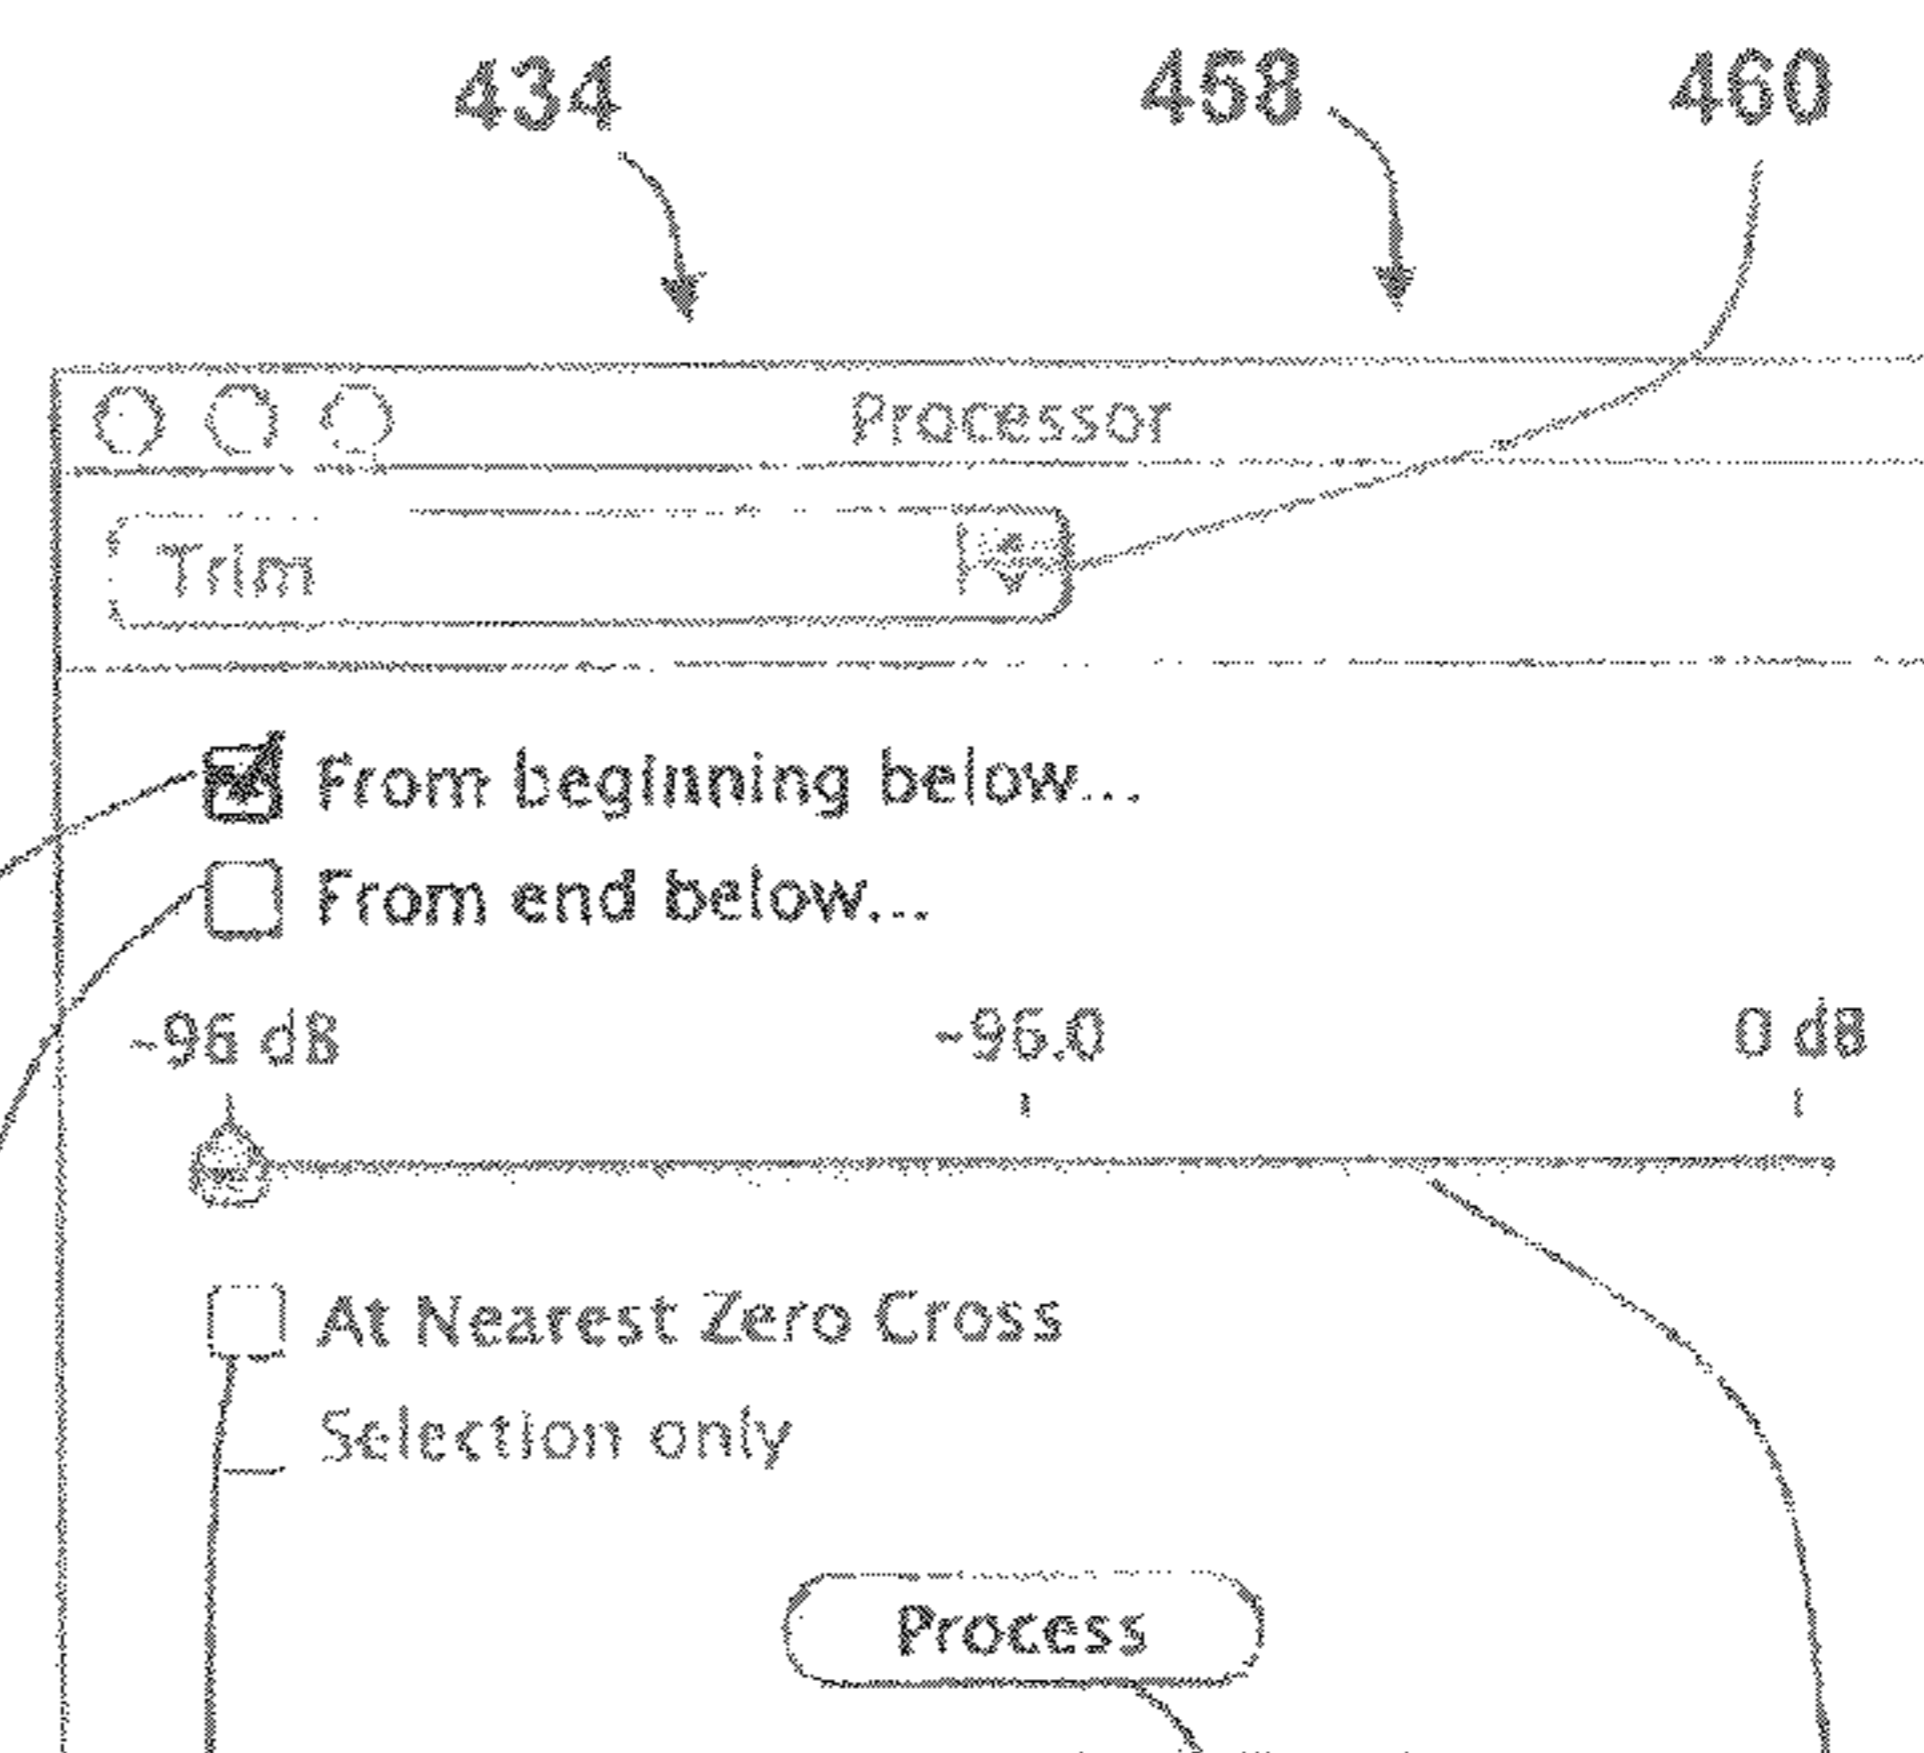 434 458 460
Processor
Trim
From beginning below...
From end below...
-96 dB -96.0 0 dB
At Nearest Zero Cross
Selection only
Process